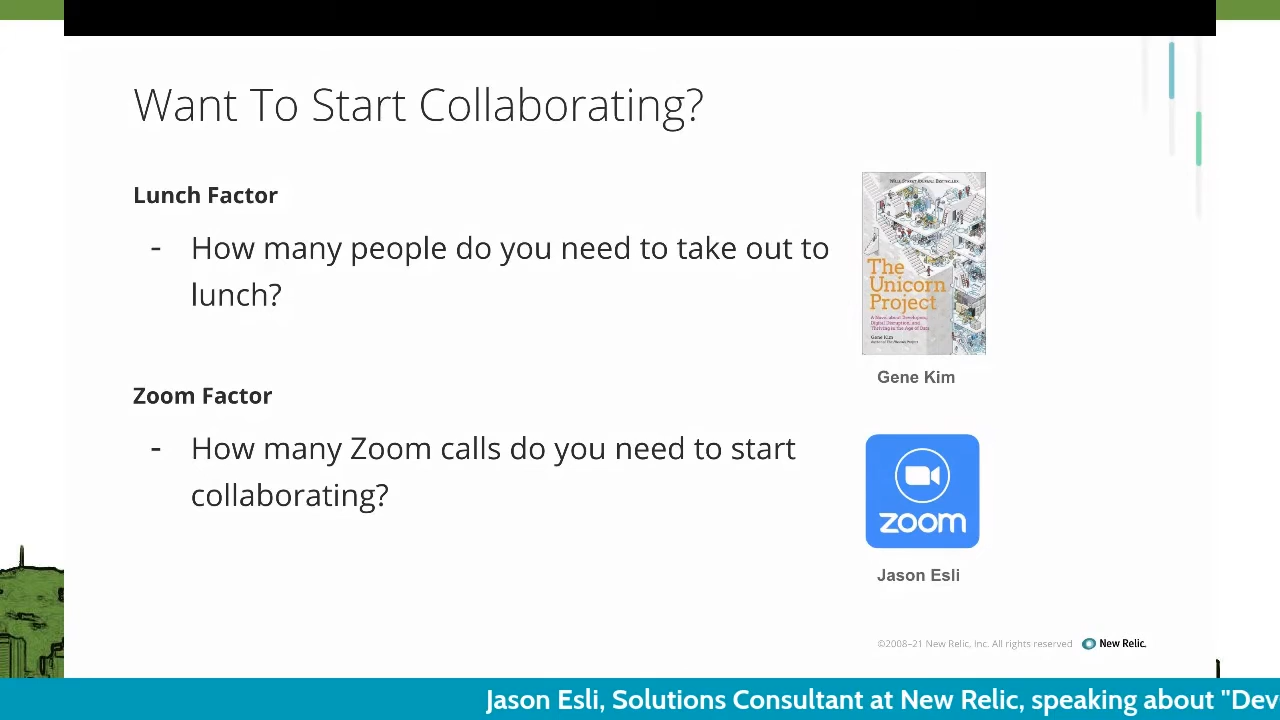 Want To Start Collaborating?
Lunch Factor
- How many people do you need to take out to
lunch?
WALL STREET JOURNAL BESTSELLER
The
Unicorn
Project
A Novel about Developers,
Digital Disruption, and
Thriving in the Age of Data
Gene Kim
Gene Kim
Zoom Factor
- How many Zoom calls do you need to start
collaborating?
zoom
Jason Esli
©2008–21 New Relic, Inc. All rights reserved New Relic.
Jason Esli, Solutions Consultant at New Relic, speaking about "Dev